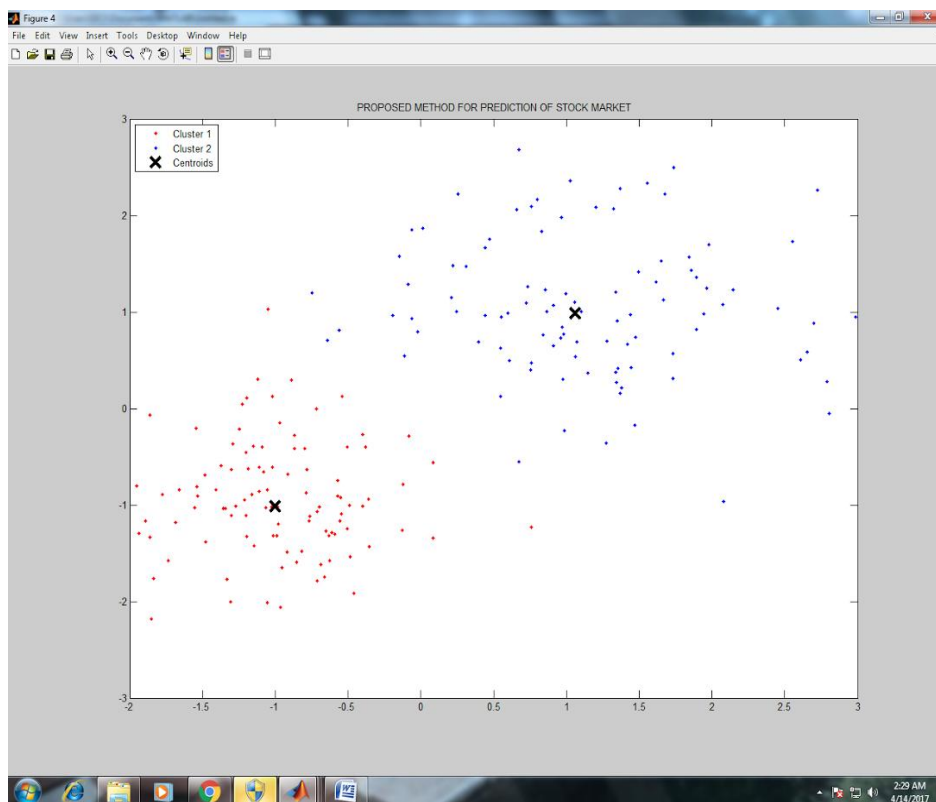 Figure 4
File Edit View Insert Tools Desktop Window Help
PROPOSED METHOD FOR PREDICTION OF STOCK MARKET
Cluster 1
Cluster 2
Centroids
3
2
1
0
-1
-2
-3
-2 -1.5 -1 -0.5 0 0.5 1 1.5 2 2.5 3
2:29 AM
4/14/2017